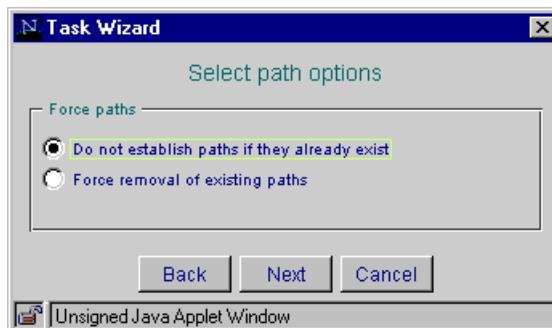 Task Wizard
Select path options
Force paths
Do not establish paths if they already exist
Force removal of existing paths
Back Next Cancel
Unsigned Java Applet Window